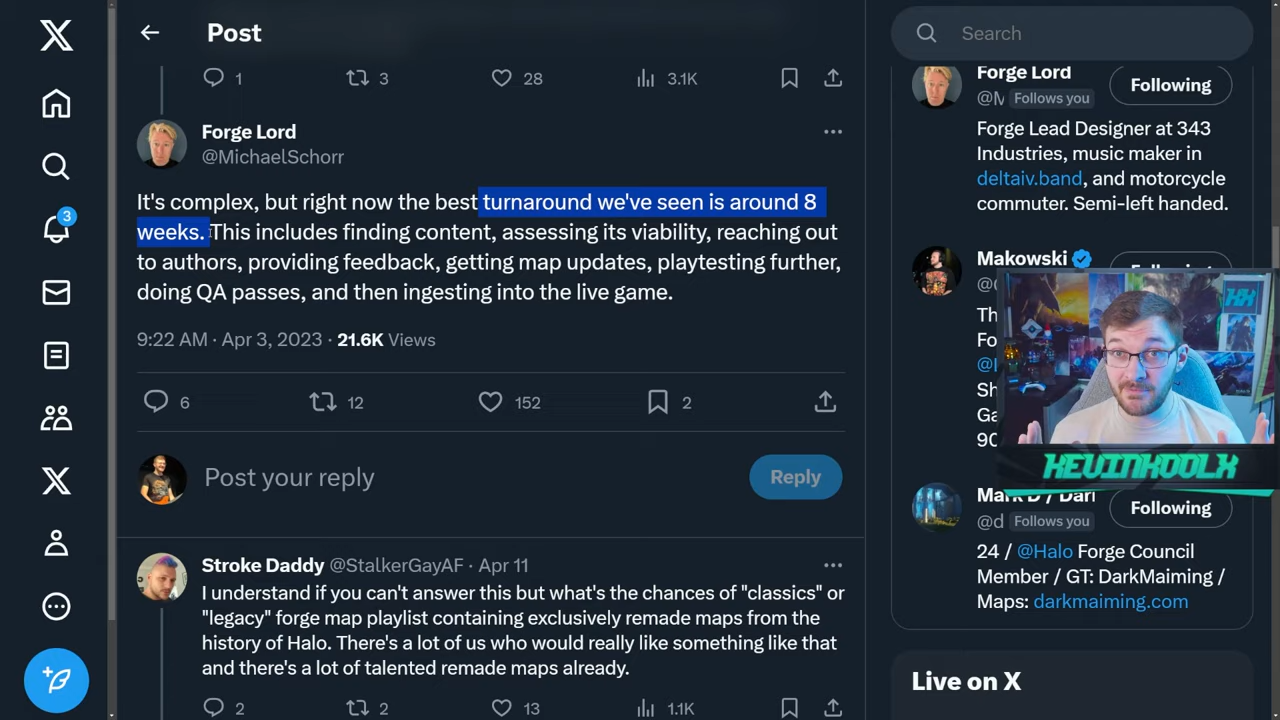 Post
Search
1
3
28
3.1K
Forge Lord
@MichaelSchorr
It's complex, but right now the best turnaround we've seen is around 8
weeks. This includes finding content, assessing its viability, reaching out
to authors, providing feedback, getting map updates, playtesting further,
doing QA passes, and then ingesting into the live game.
9:22 AM · Apr 3, 2023 · 21.6K Views
6
12
152
2
Post your reply
Reply
Stroke Daddy @StalkerGayAF · Apr 11
I understand if you can't answer this but what's the chances of "classics" or
"legacy" forge map playlist containing exclusively remade maps from the
history of Halo. There's a lot of us who would really like something like that
and there's a lot of talented remade maps already.
2
2
13
1.1K
3
Forge Lord
@M Follows you
Following
Forge Lead Designer at 343
Industries, music maker in
deltaiv.band, and motorcycle
commuter. Semi-left handed.
Makowski
KEVINKOOLX
@d Follows you
Following
24 / @Halo Forge Council
Member / GT: DarkMaiming /
Maps: darkmaiming.com
Live on X